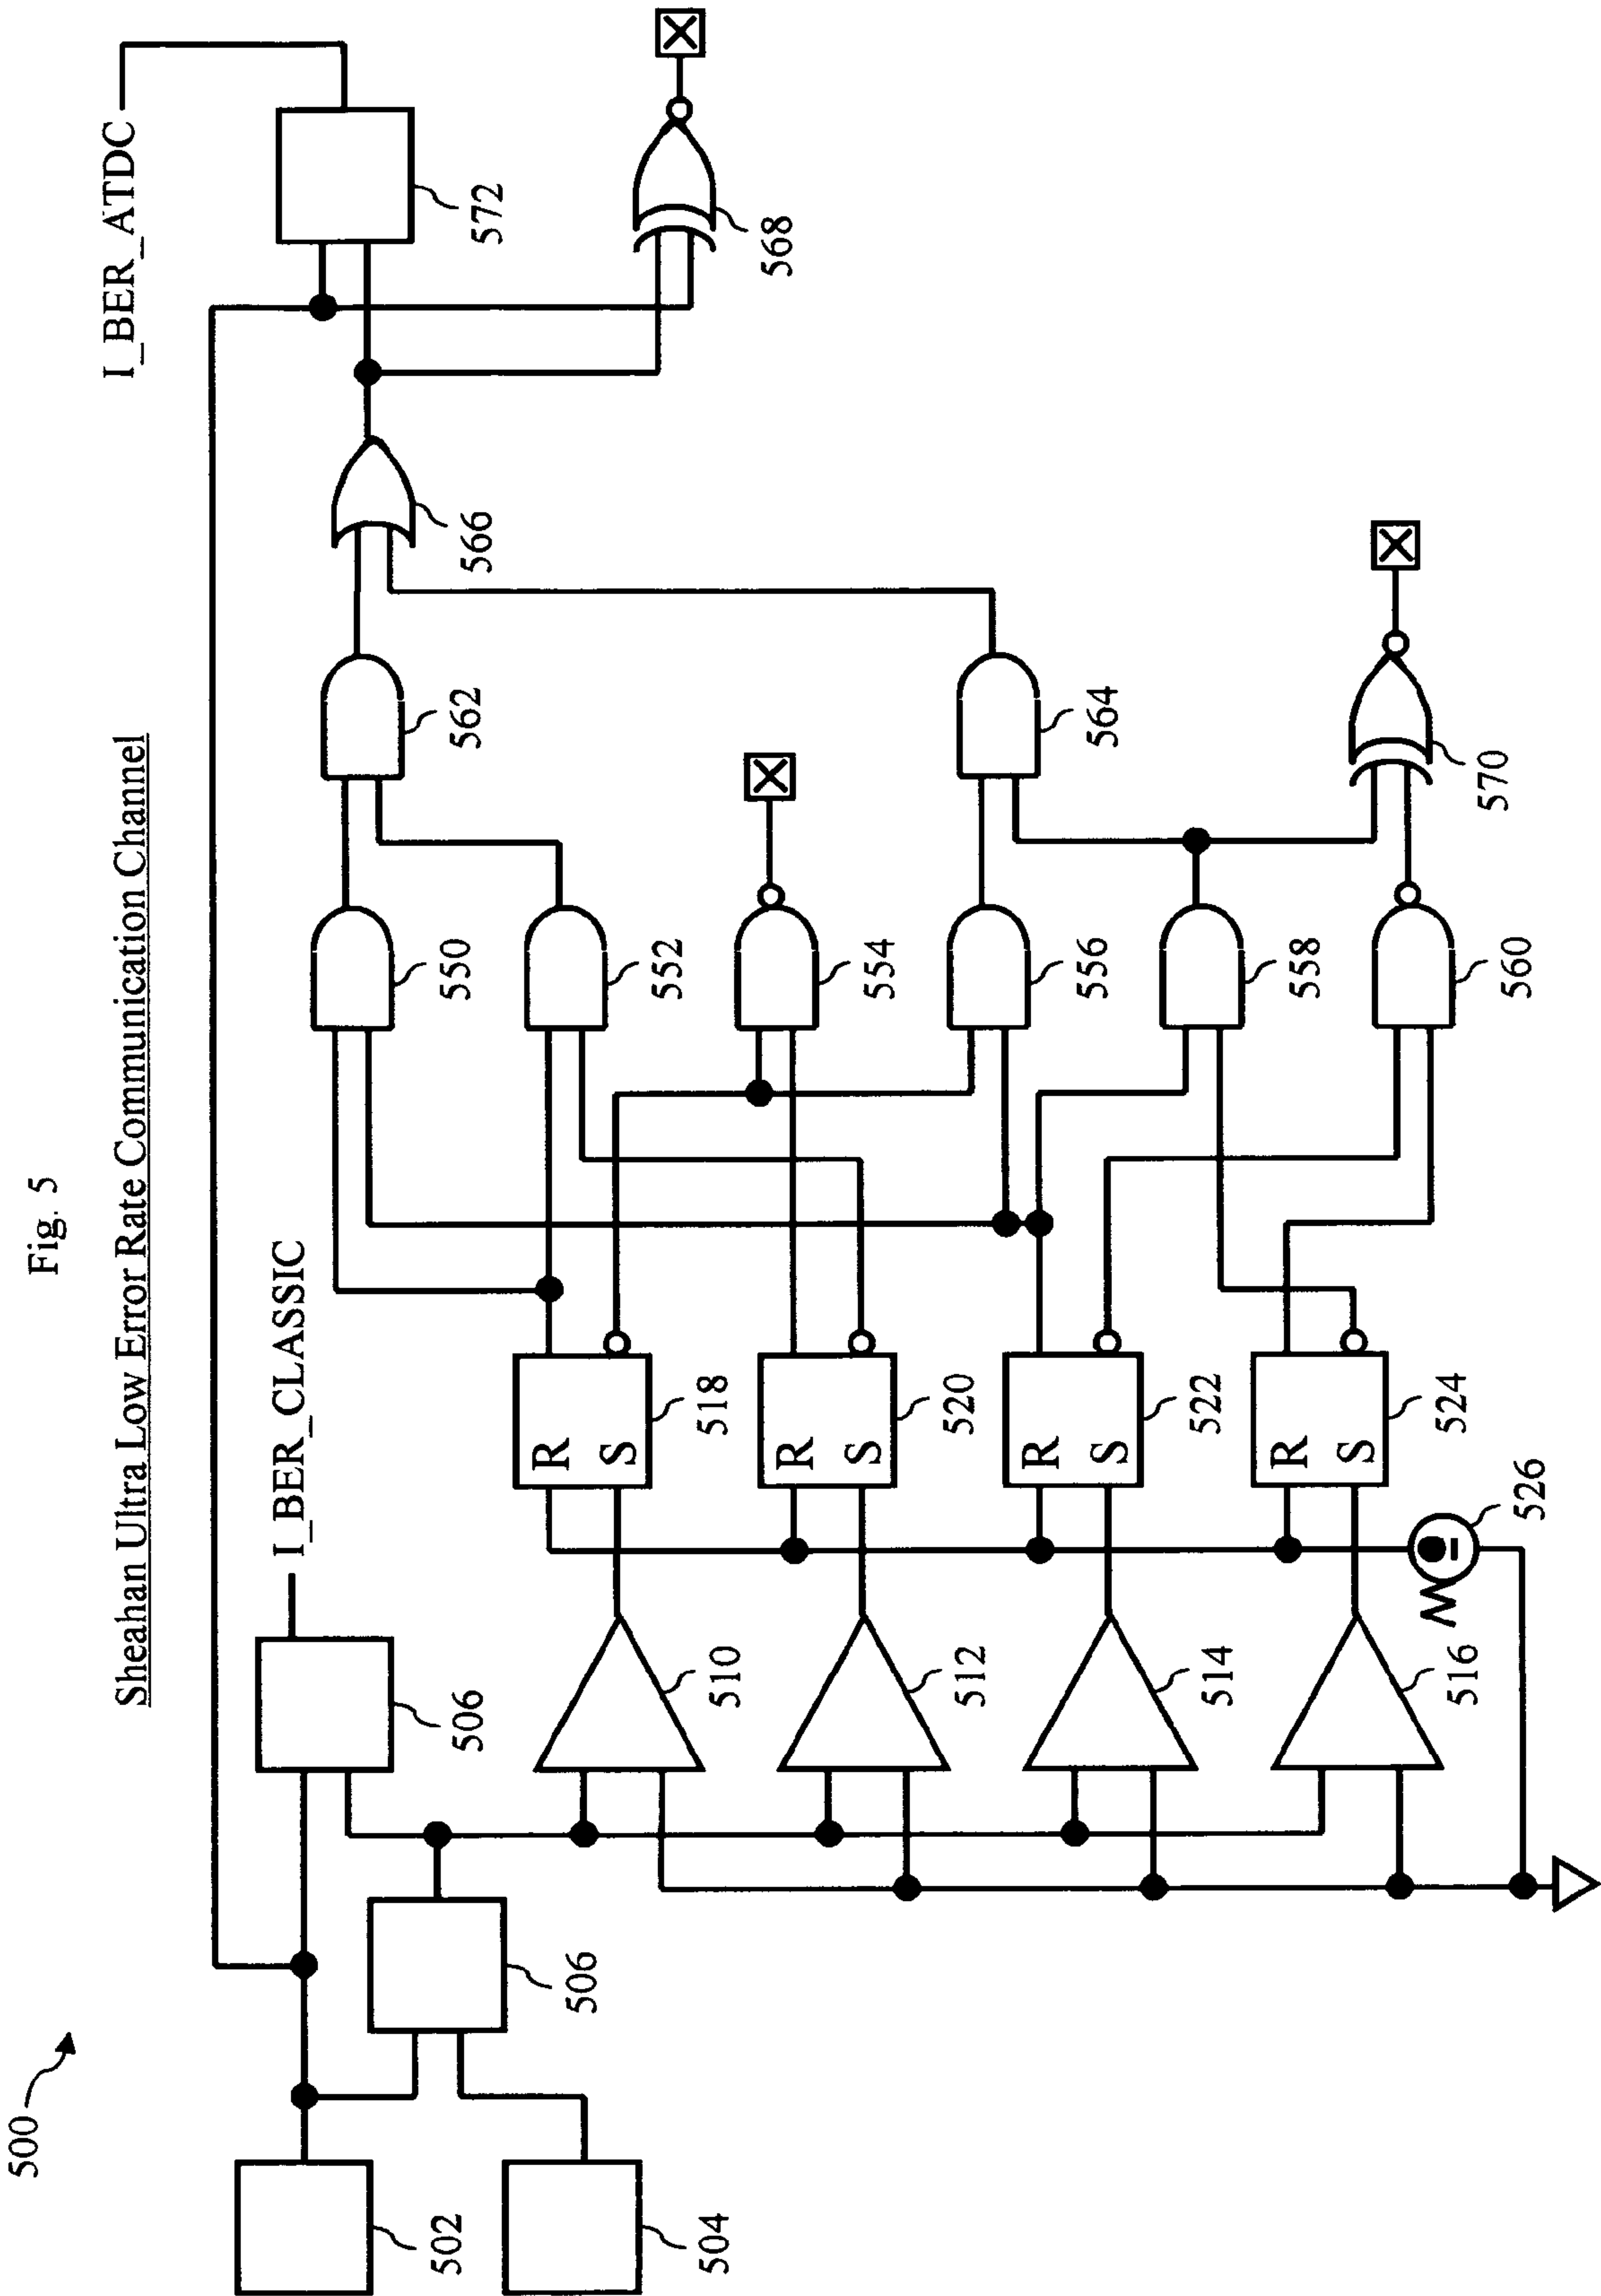 Fig. 5
Sheahan Ultra Low Error Rate Communication Channel
500
I_BER_CLASSIC
I_BER_ATDC
502
504
506
506
510
512
514
516
R
S
518
R
S
520
R
S
522
R
S
524
526
550
552
554
556
558
560
562
564
566
568
570
572